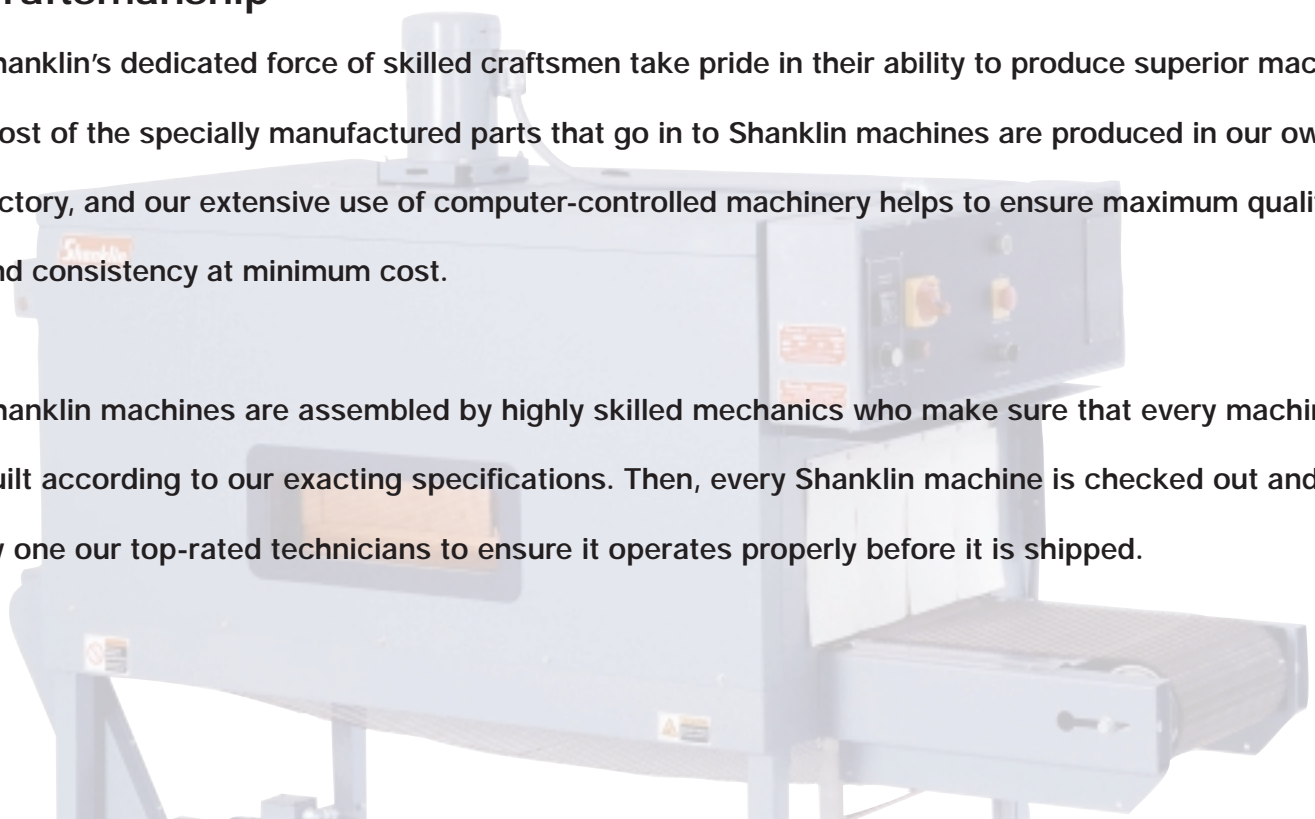 raftsmanship
hanklin's dedicated force of skilled craftsmen take pride in their ability to produce superior mac
ost of the specially manufactured parts that go in to Shanklin machines are produced in our ow
ctory, and our extensive use of computer-controlled machinery helps to ensure maximum quali
nd consistency at minimum cost.
Shanklin
hanklin machines are assembled by highly skilled mechanics who make sure that every machin
uilt according to our exacting specifications. Then, every Shanklin machine is checked out and
y one our top-rated technicians to ensure it operates properly before it is shipped.